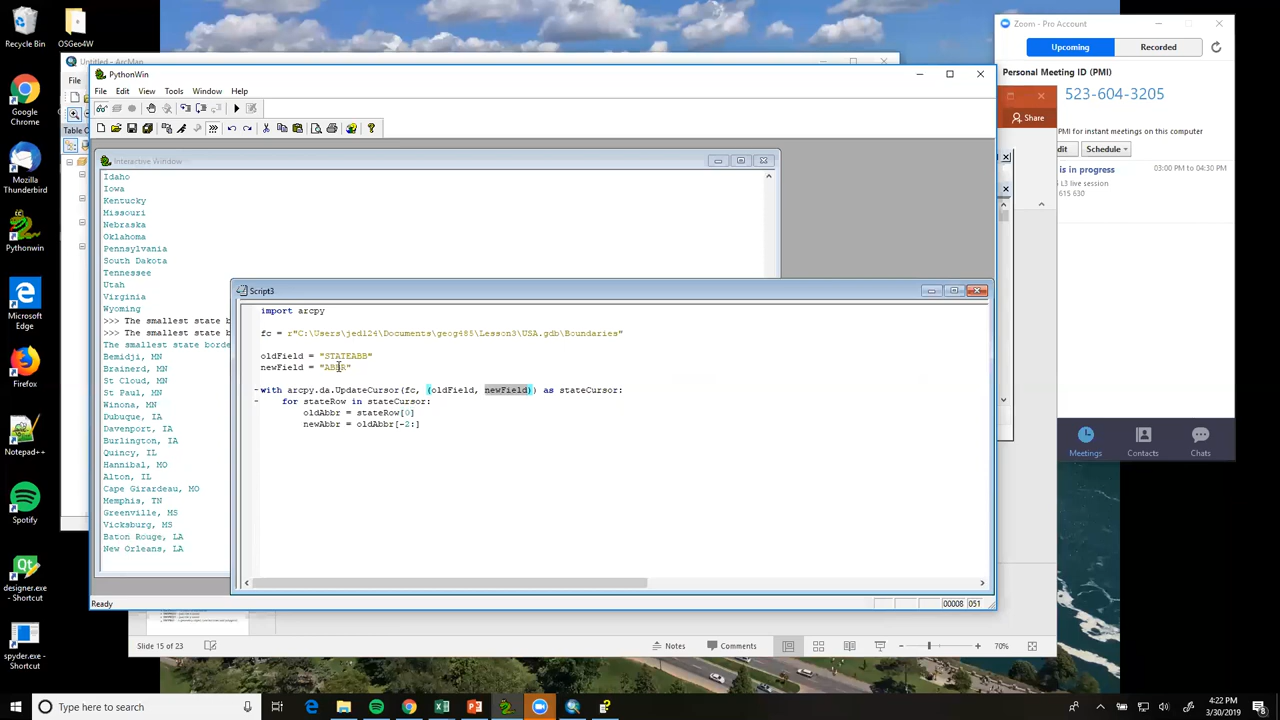 Recycle Bin
OSGeo4W
Google Chrome
Mozilla Thunderbird
Pythonwin
Microsoft Edge
Firefox
Notepad++
Spotify
designer.exe - Shortcut
spyder.exe - Shortcut
Untitled - ArcMap
File
Table O
PythonWin
File Edit View Tools Window Help
Interactive Window
Idaho
Iowa
Kentucky
Missouri
Nebraska
Oklahoma
Pennsylvania
South Dakota
Tennessee
Utah
Virginia
Wyoming
>>> The smallest state b
>>> The smallest state b
The smallest state borde
Bemidji, MN
Brainerd, MN
St Cloud, MN
St Paul, MN
Winona, MN
Dubuque, IA
Davenport, IA
Burlington, IA
Quincy, IL
Hannibal, MO
Alton, IL
Cape Girardeau, MO
Memphis, TN
Greenville, MS
Vicksburg, MS
Baton Rouge, LA
New Orleans, LA
Script3
import arcpy
fc = r"C:\Users\jed124\Documents\geog485\Lesson3\USA.gdb\Boundaries"
oldField = "STATEABB"
newField = "ABBR"
with arcpy.da.UpdateCursor(fc, (oldField, newField)) as stateCursor:
for stateRow in stateCursor:
oldAbbr = stateRow[0]
newAbbr = oldAbbr[-2:]
Ready
00008 051
Zoom - Pro Account
Upcoming Recorded
Personal Meeting ID (PMI)
523-604-3205
PMI for instant meetings on this computer
dit Schedule
is in progress 03:00 PM to 04:30 PM
L3 live session
615 630
Meetings Contacts Chats
Share
Slide 15 of 23 Notes Comments 70%
Type here to search
4:22 PM
3/30/2019
8